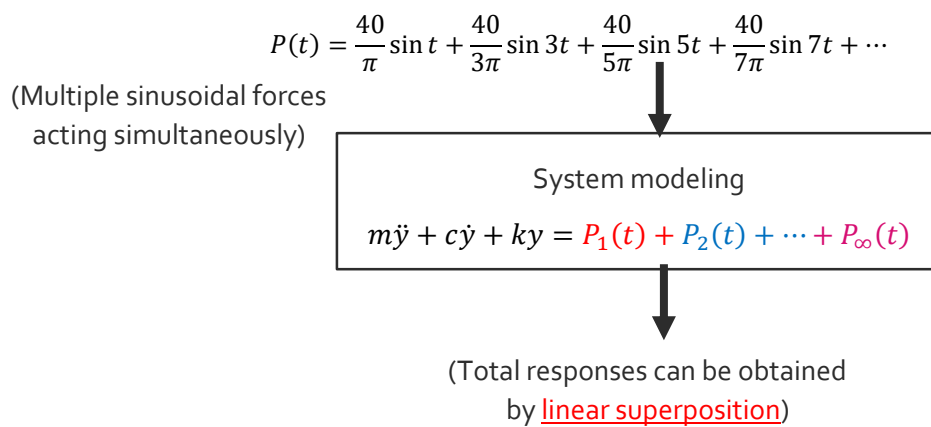 P(t) = 40/π sin t + 40/3π sin 3t + 40/5π sin 5t + 40/7π sin 7t + ⋯
(Multiple sinusoidal forces
acting simultaneously)
System modeling
mÿ + cẏ + ky = P₁(t) + P₂(t) + ⋯ + P∞(t)
(Total responses can be obtained
by linear superposition)